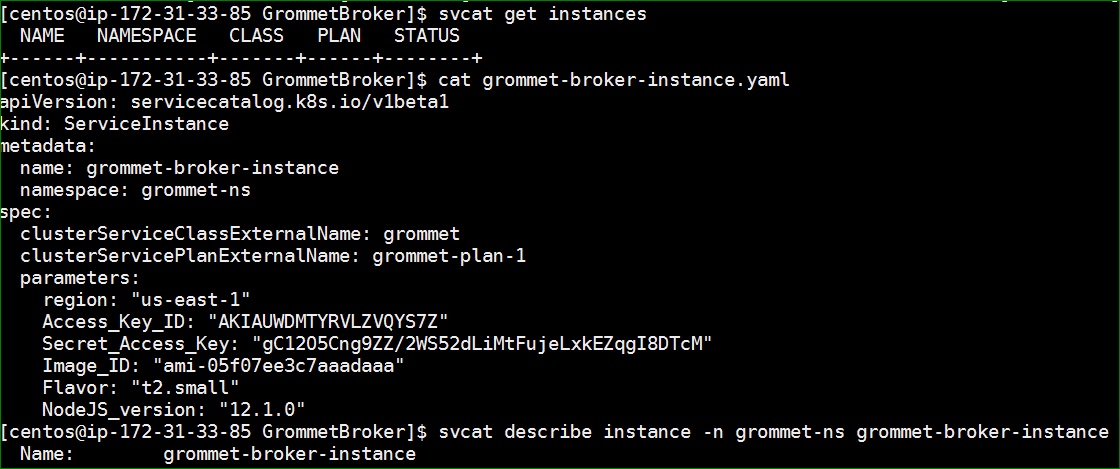 [centos@ip-172-31-33-85 GrommetBroker]$ svcat get instances
  NAME   NAMESPACE   CLASS   PLAN   STATUS
+------+-----------+-------+------+--------+
[centos@ip-172-31-33-85 GrommetBroker]$ cat grommet-broker-instance.yaml
apiVersion: servicecatalog.k8s.io/v1beta1
kind: ServiceInstance
metadata:
  name: grommet-broker-instance
  namespace: grommet-ns
spec:
  clusterServiceClassExternalName: grommet
  clusterServicePlanExternalName: grommet-plan-1
  parameters:
    region: "us-east-1"
    Access_Key_ID: "AKIAUWDMTYRVLZVQYS7Z"
    Secret_Access_Key: "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"
    Image_ID: "ami-05f07ee3c7aaadaaa"
    Flavor: "t2.small"
    NodeJS_version: "12.1.0"
[centos@ip-172-31-33-85 GrommetBroker]$ svcat describe instance -n grommet-ns grommet-broker-instance
  Name:        grommet-broker-instance